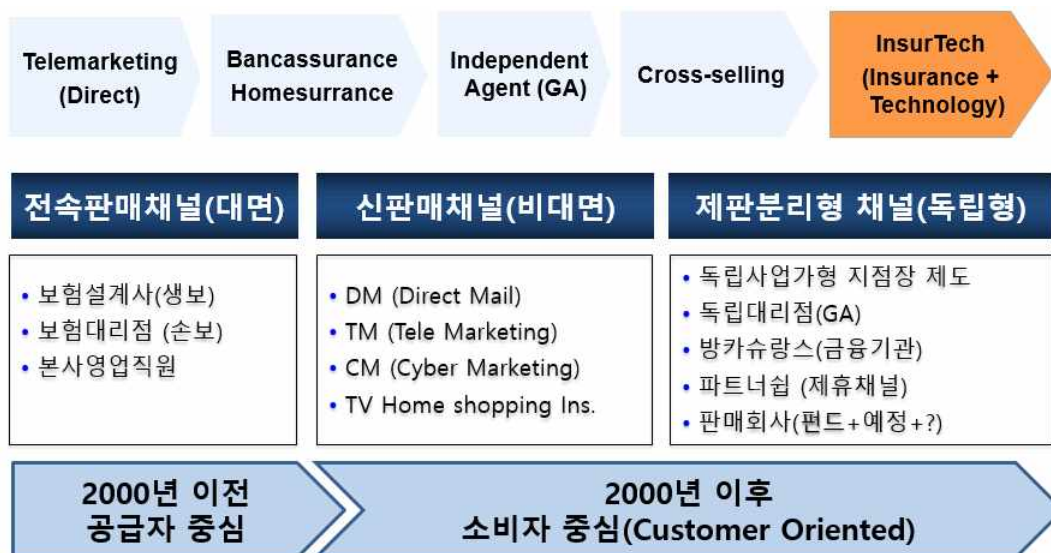 Telemarketing
(Direct)
Bancassurance
Homesurrance
Independent
Agent (GA)
Cross-selling
InsurTech
(Insurance +
Technology)
전속판매채널(대면)
• 보험설계사(생보)
• 보험대리점 (손보)
• 본사영업직원
신판매채널(비대면)
• DM (Direct Mail)
• TM (Tele Marketing)
• CM (Cyber Marketing)
• TV Home shopping Ins.
제판분리형 채널(독립형)
• 독립사업가형 지점장 제도
• 독립대리점(GA)
• 방카슈랑스(금융기관)
• 파트너쉽 (제휴채널)
• 판매회사(펀드+예정+?)
2000년 이전
공급자 중심
2000년 이후
소비자 중심(Customer Oriented)